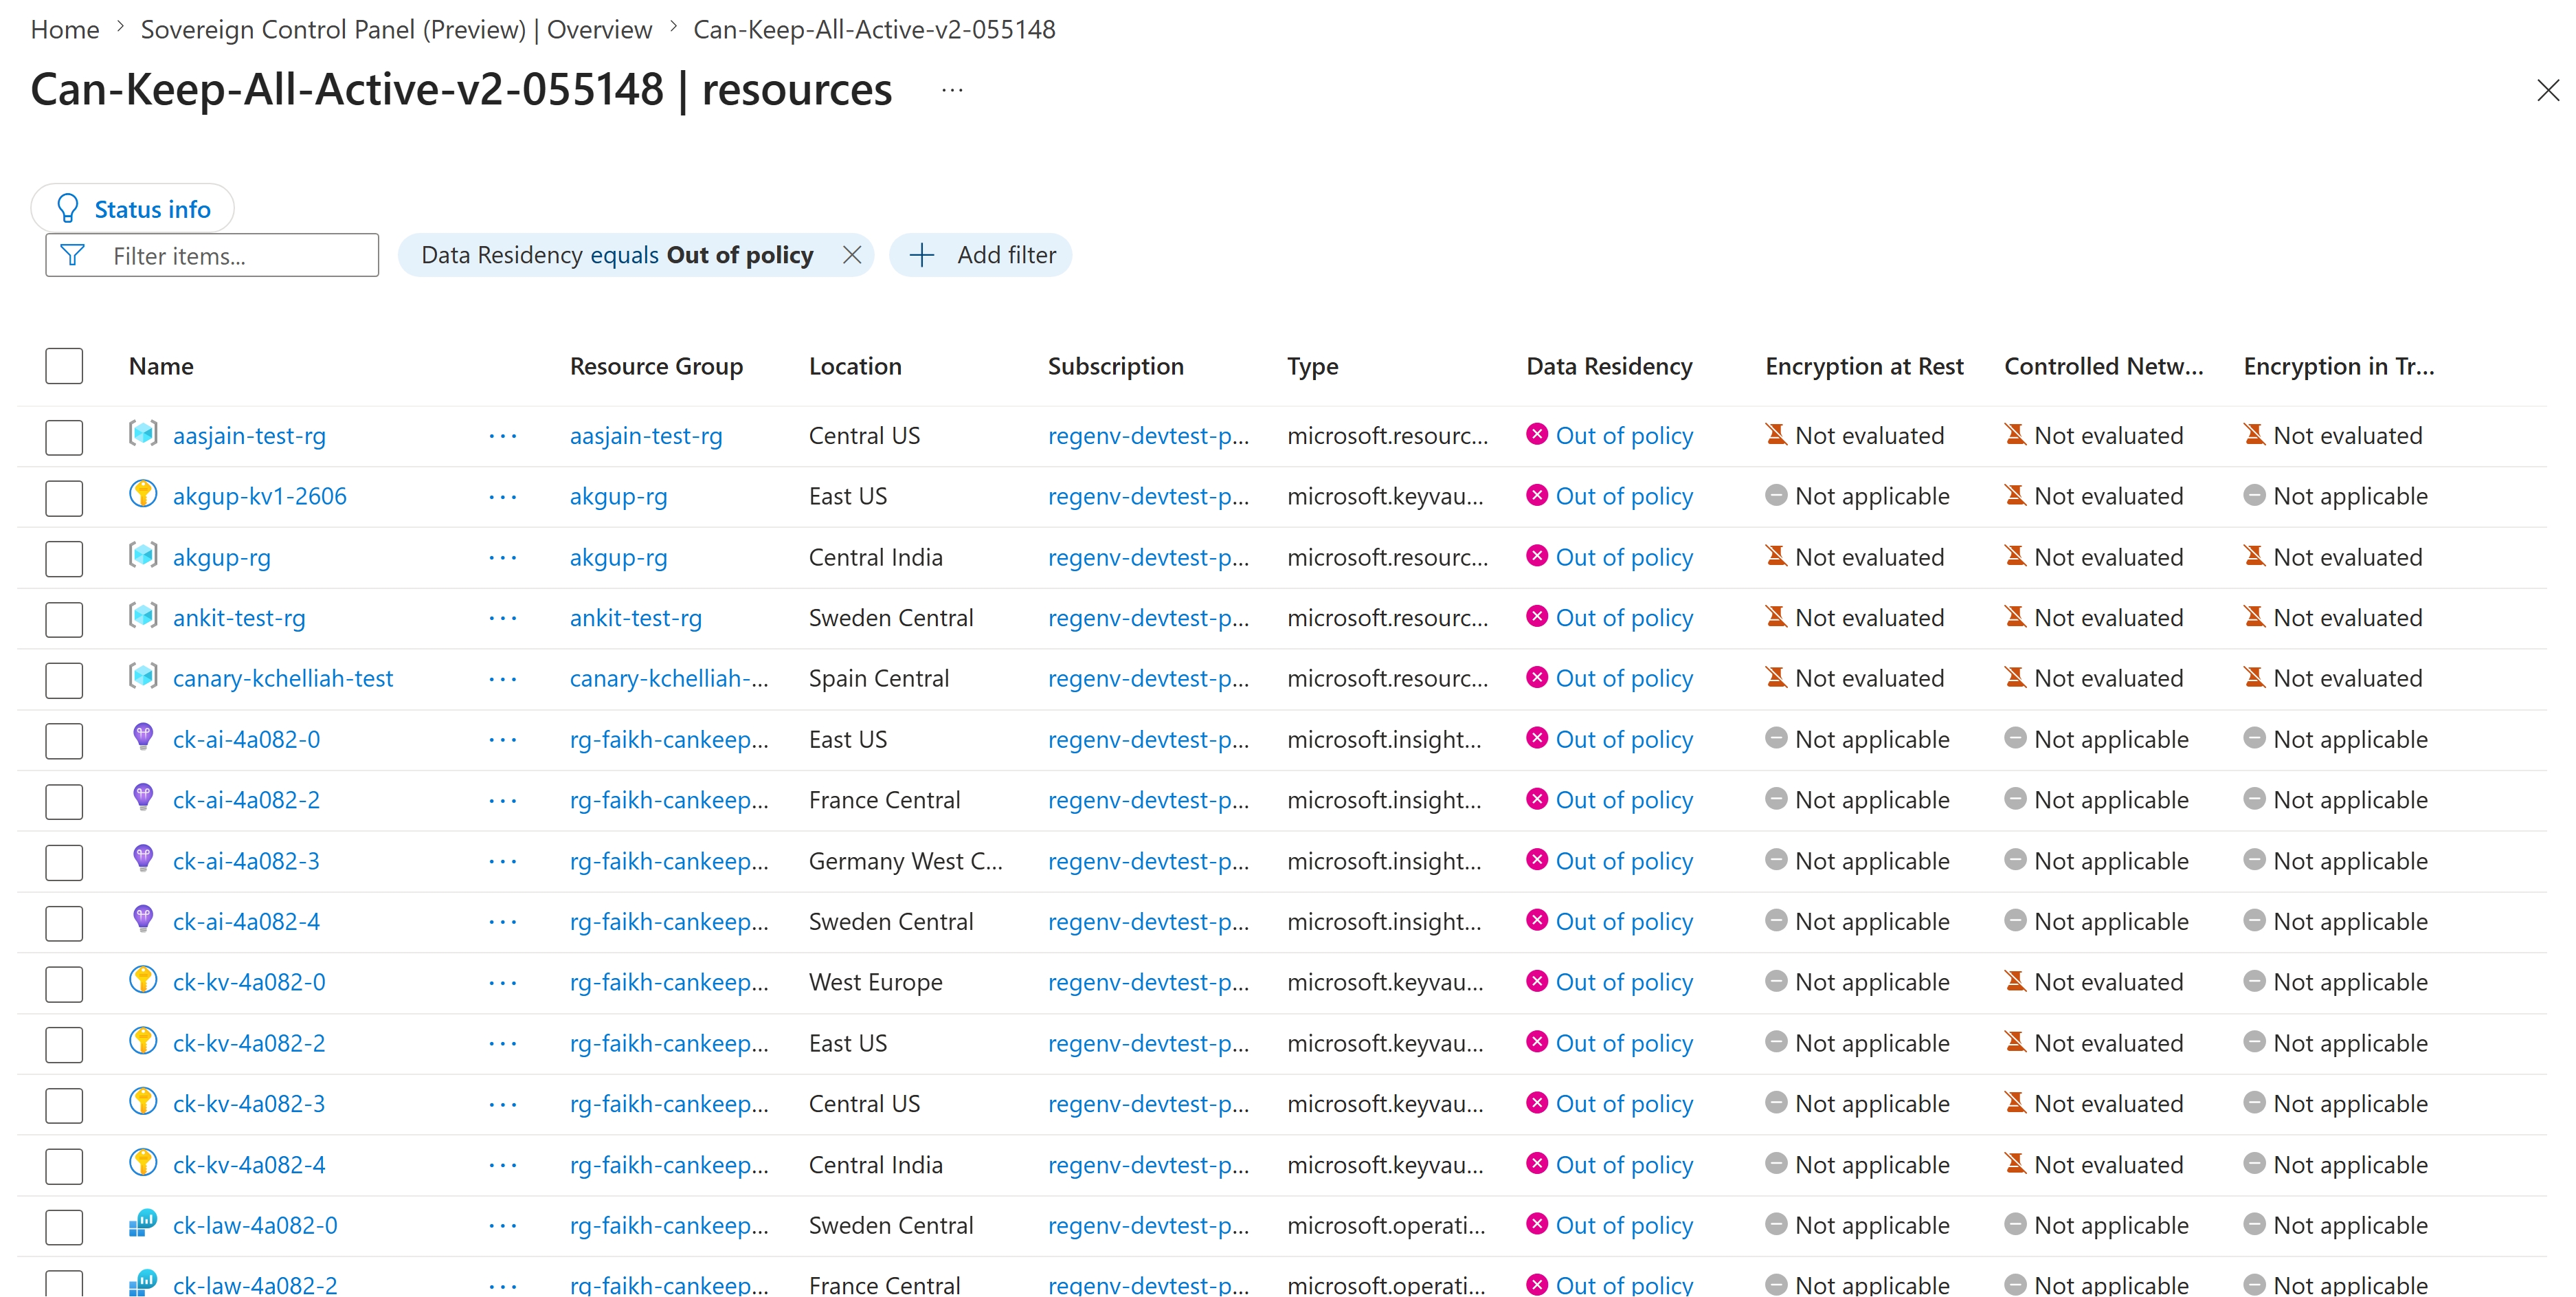 Home > Sovereign Control Panel (Preview) | Overview > Can-Keep-All-Active-v2-055148
Can-Keep-All-Active-v2-055148 | resources ...
Status info
Filter items... Data Residency equals Out of policy Add filter
Name Resource Group Location Subscription Type Data Residency Encryption at Rest Controlled Netw... Encryption in Tr...
aasjain-test-rg ... aasjain-test-rg Central US regenv-devtest-p... microsoft.resourc... Out of policy Not evaluated Not evaluated Not evaluated
akgup-kv1-2606 ... akgup-rg East US regenv-devtest-p... microsoft.keyvau... Out of policy Not applicable Not evaluated Not applicable
akgup-rg ... akgup-rg Central India regenv-devtest-p... microsoft.resourc... Out of policy Not evaluated Not evaluated Not evaluated
ankit-test-rg ... ankit-test-rg Sweden Central regenv-devtest-p... microsoft.resourc... Out of policy Not evaluated Not evaluated Not evaluated
canary-kchelliah-test ... canary-kchelliah-... Spain Central regenv-devtest-p... microsoft.resourc... Out of policy Not evaluated Not evaluated Not evaluated
ck-ai-4a082-0 ... rg-faikh-cankeep... East US regenv-devtest-p... microsoft.insight... Out of policy Not applicable Not applicable Not applicable
ck-ai-4a082-2 ... rg-faikh-cankeep... France Central regenv-devtest-p... microsoft.insight... Out of policy Not applicable Not applicable Not applicable
ck-ai-4a082-3 ... rg-faikh-cankeep... Germany West C... regenv-devtest-p... microsoft.insight... Out of policy Not applicable Not applicable Not applicable
ck-ai-4a082-4 ... rg-faikh-cankeep... Sweden Central regenv-devtest-p... microsoft.insight... Out of policy Not applicable Not applicable Not applicable
ck-kv-4a082-0 ... rg-faikh-cankeep... West Europe regenv-devtest-p... microsoft.keyvau... Out of policy Not applicable Not evaluated Not applicable
ck-kv-4a082-2 ... rg-faikh-cankeep... East US regenv-devtest-p... microsoft.keyvau... Out of policy Not applicable Not evaluated Not applicable
ck-kv-4a082-3 ... rg-faikh-cankeep... Central US regenv-devtest-p... microsoft.keyvau... Out of policy Not applicable Not evaluated Not applicable
ck-kv-4a082-4 ... rg-faikh-cankeep... Central India regenv-devtest-p... microsoft.keyvau... Out of policy Not applicable Not evaluated Not applicable
ck-law-4a082-0 ... rg-faikh-cankeep... Sweden Central regenv-devtest-p... microsoft.operati... Out of policy Not applicable Not applicable Not applicable
ck-law-4a082-2 ... rg-faikh-cankeep... France Central regenv-devtest-p... microsoft.operati... Out of policy Not applicable Not applicable Not applicable